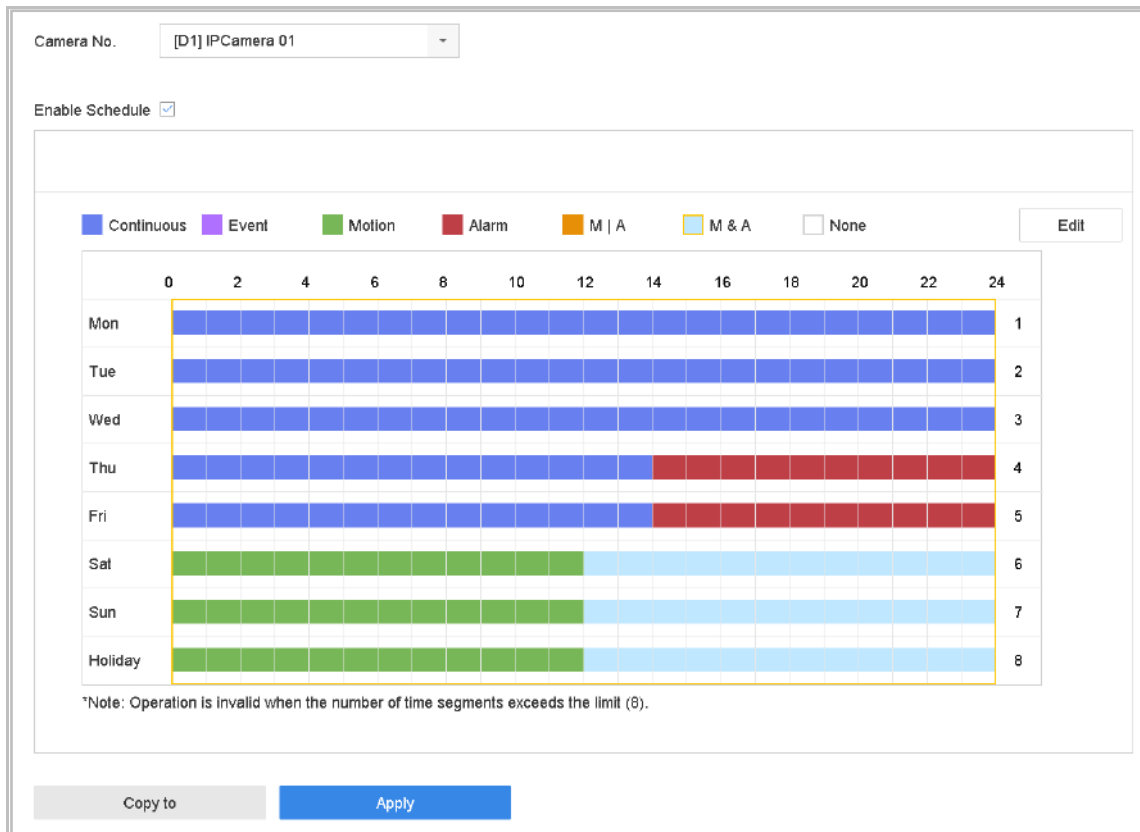 Camera No. [D1] IPCamera 01
Enable Schedule
Continuous Event Motion Alarm M | A M & A None Edit
0 2 4 6 8 10 12 14 16 18 20 22 24
Mon 1
Tue 2
Wed 3
Thu 4
Fri 5
Sat 6
Sun 7
Holiday 8
*Note: Operation is invalid when the number of time segments exceeds the limit (8).
Copy to Apply